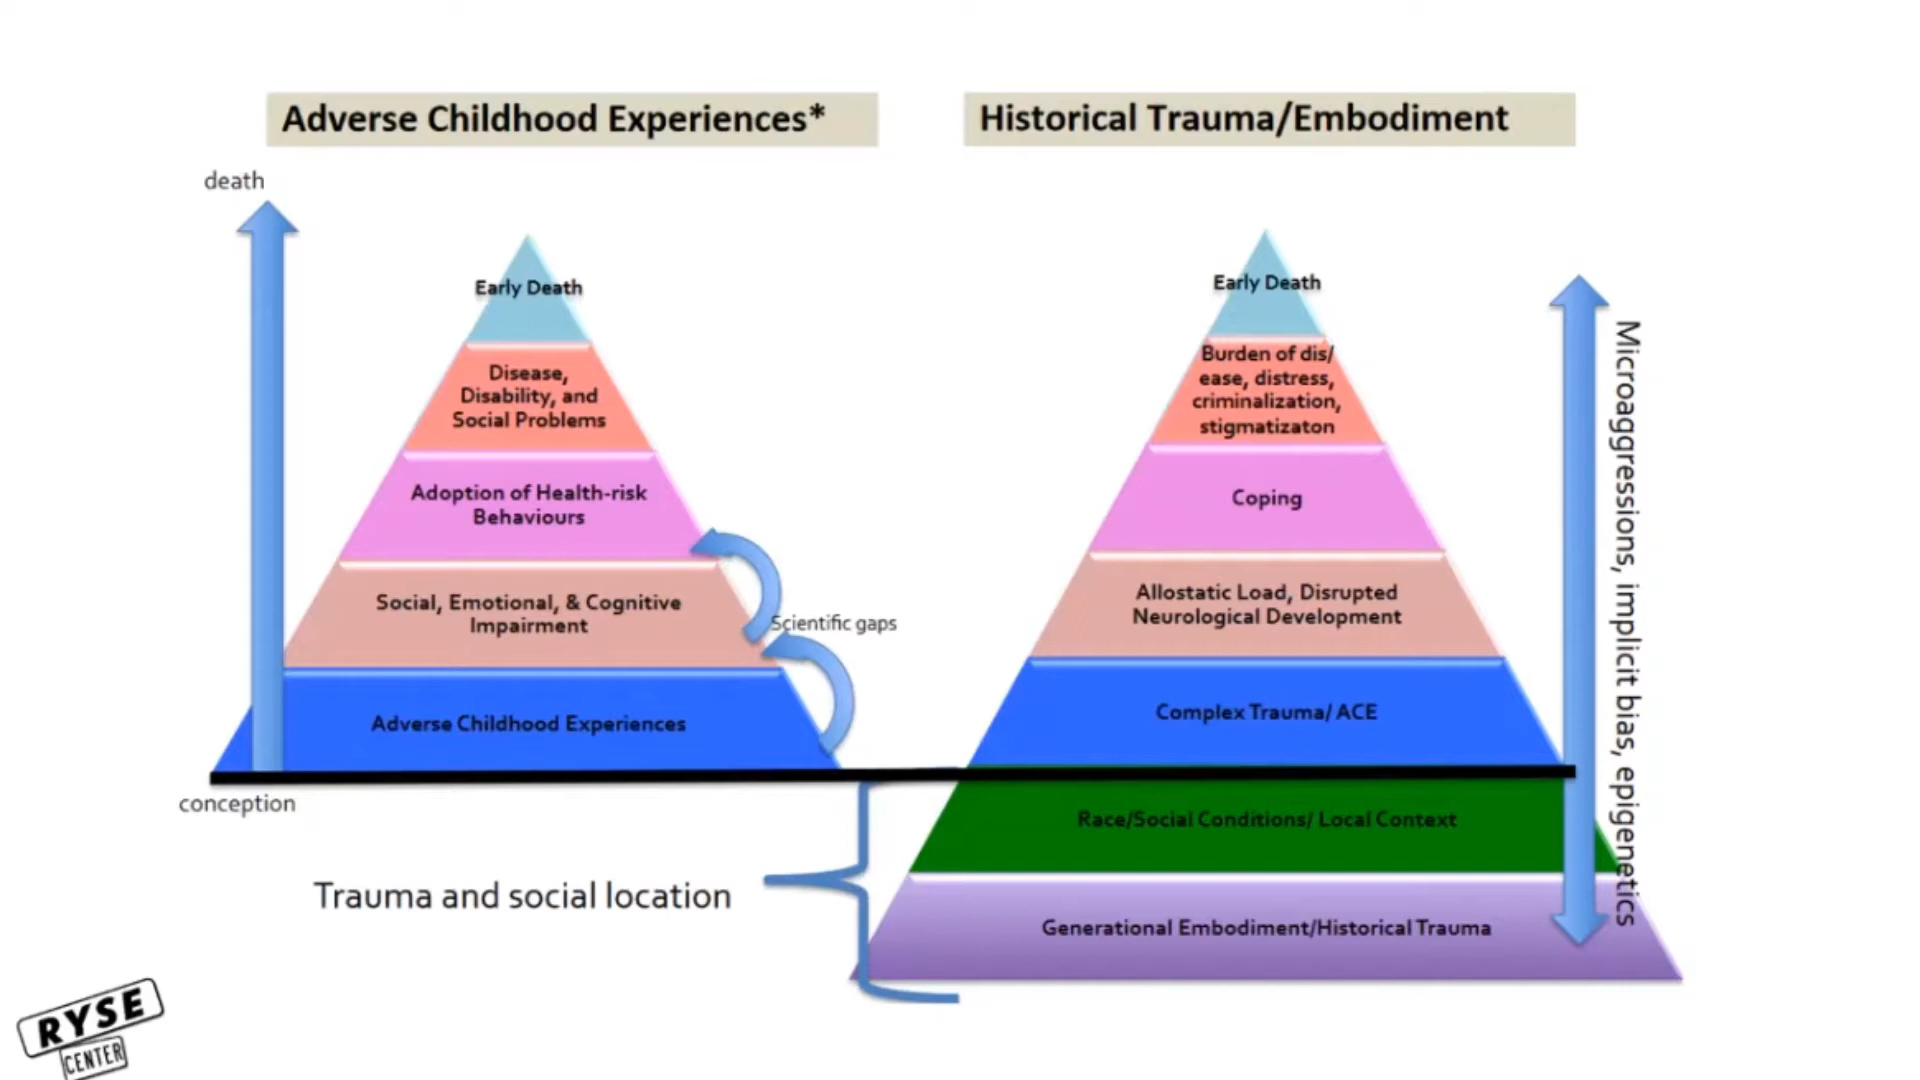 Adverse Childhood Experiences*
Historical Trauma/Embodiment
death
Early Death
Disease,
Disability, and
Social Problems
Adoption of Health-risk
Behaviours
Social, Emotional, & Cognitive
Impairment
Scientific gaps
Adverse Childhood Experiences
conception
Early Death
Burden of dis/
ease, distress,
criminalization,
stigmatizaton
Coping
Allostatic Load, Disrupted
Neurological Development
Complex Trauma/ ACE
Race/Social Conditions/ Local Context
Generational Embodiment/Historical Trauma
Microaggressions, implicit bias, epigenetics
Trauma and social location
RYSE
CENTER